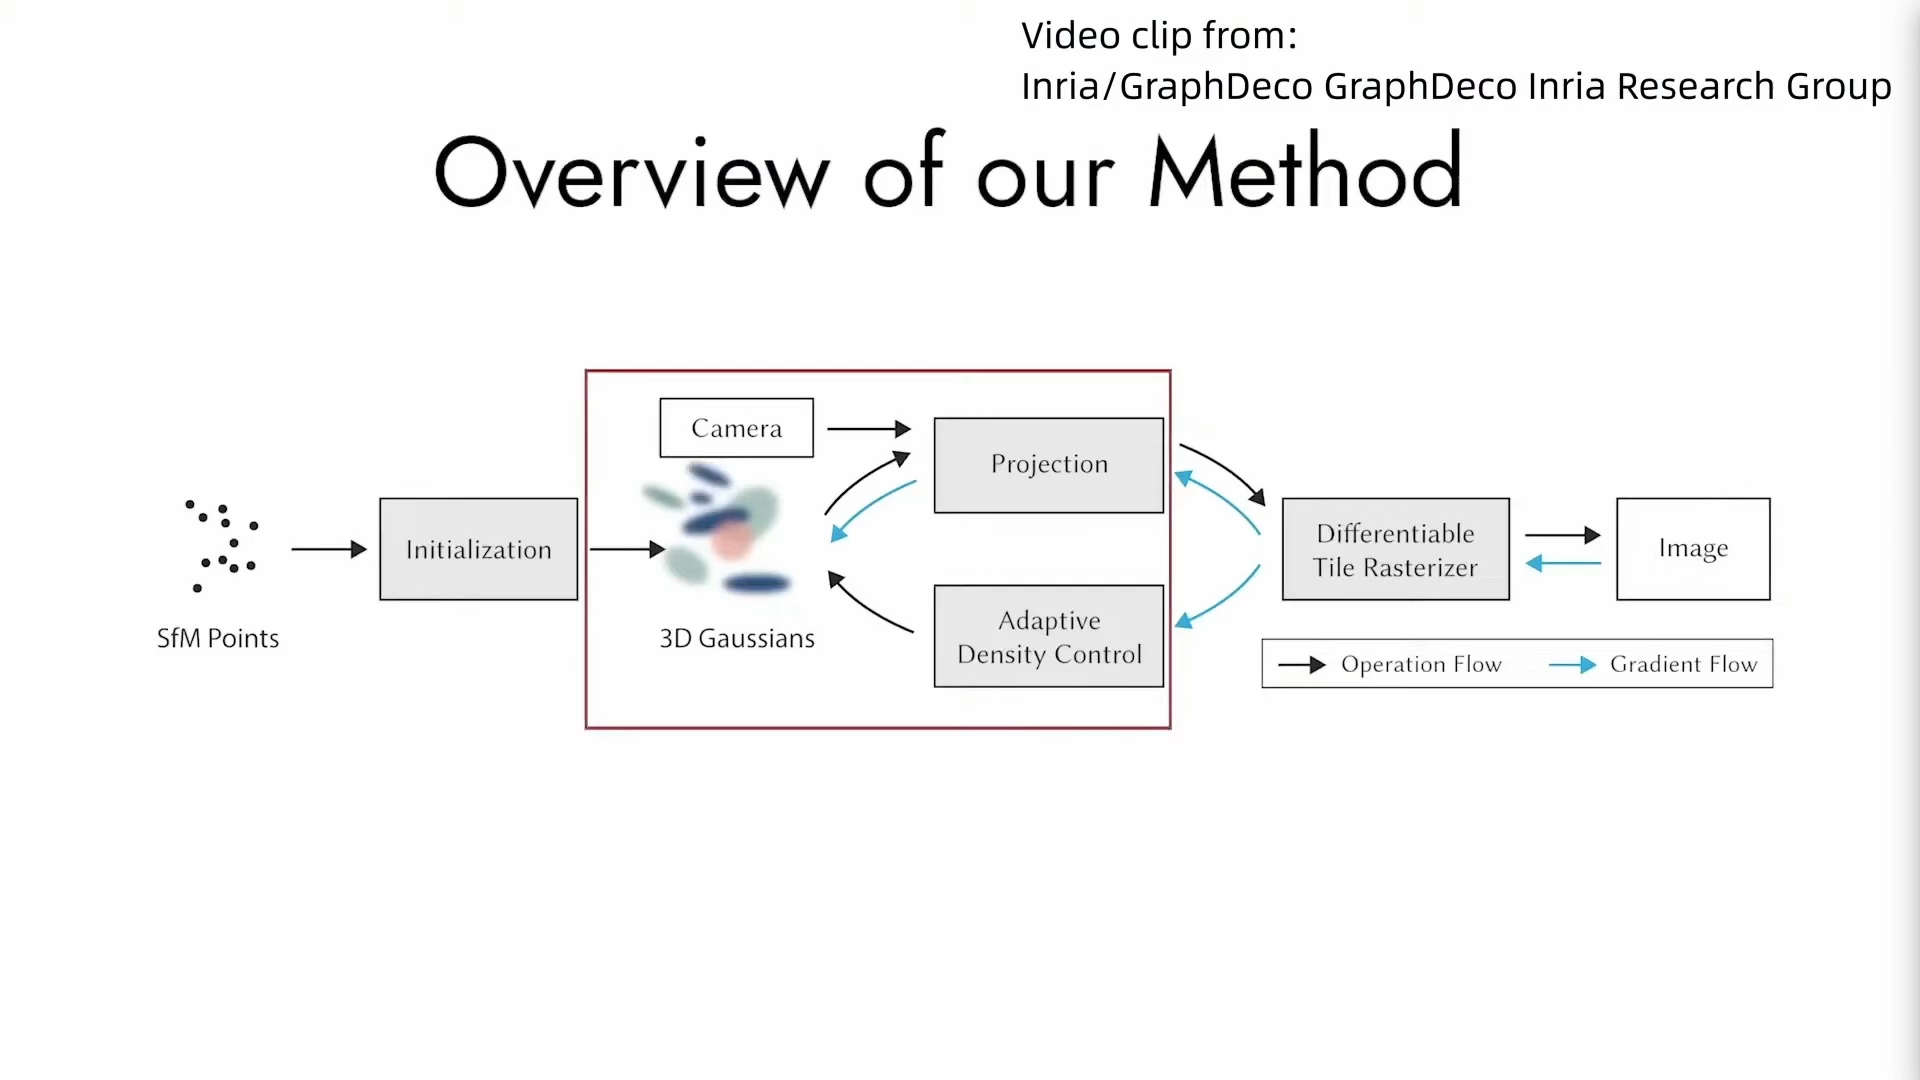 Video clip from:
Inria/GraphDeco GraphDeco Inria Research Group
Overview of our Method
Camera
Projection
Initialization
Differentiable
Tile Rasterizer
Image
SfM Points
3D Gaussians
Adaptive
Density Control
Operation Flow
Gradient Flow